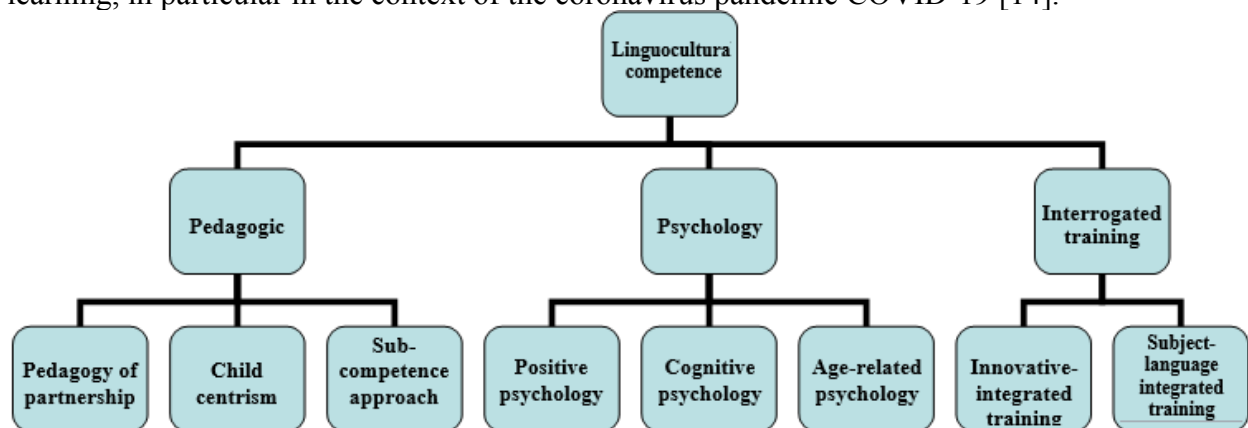 learning, in particular in the context of the coronavirus pandemic COVID-19 [14].
Linguocultura
competence
Pedagogic
Psychology
Interrogated
training
Pedagogy of
partnership
Child
centrism
Sub-
competence
approach
Positive
psychology
Cognitive
psychology
Age-related
psychology
Innovative-
integrated
training
Subject-
language
integrated
training